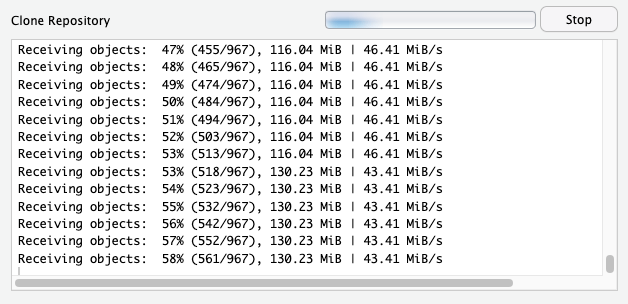 Clone Repository
Stop
Receiving objects:  47% (455/967), 116.04 MiB | 46.41 MiB/s
Receiving objects:  48% (465/967), 116.04 MiB | 46.41 MiB/s
Receiving objects:  49% (474/967), 116.04 MiB | 46.41 MiB/s
Receiving objects:  50% (484/967), 116.04 MiB | 46.41 MiB/s
Receiving objects:  51% (494/967), 116.04 MiB | 46.41 MiB/s
Receiving objects:  52% (503/967), 116.04 MiB | 46.41 MiB/s
Receiving objects:  53% (513/967), 116.04 MiB | 46.41 MiB/s
Receiving objects:  53% (518/967), 130.23 MiB | 43.41 MiB/s
Receiving objects:  54% (523/967), 130.23 MiB | 43.41 MiB/s
Receiving objects:  55% (532/967), 130.23 MiB | 43.41 MiB/s
Receiving objects:  56% (542/967), 130.23 MiB | 43.41 MiB/s
Receiving objects:  57% (552/967), 130.23 MiB | 43.41 MiB/s
Receiving objects:  58% (561/967), 130.23 MiB | 43.41 MiB/s